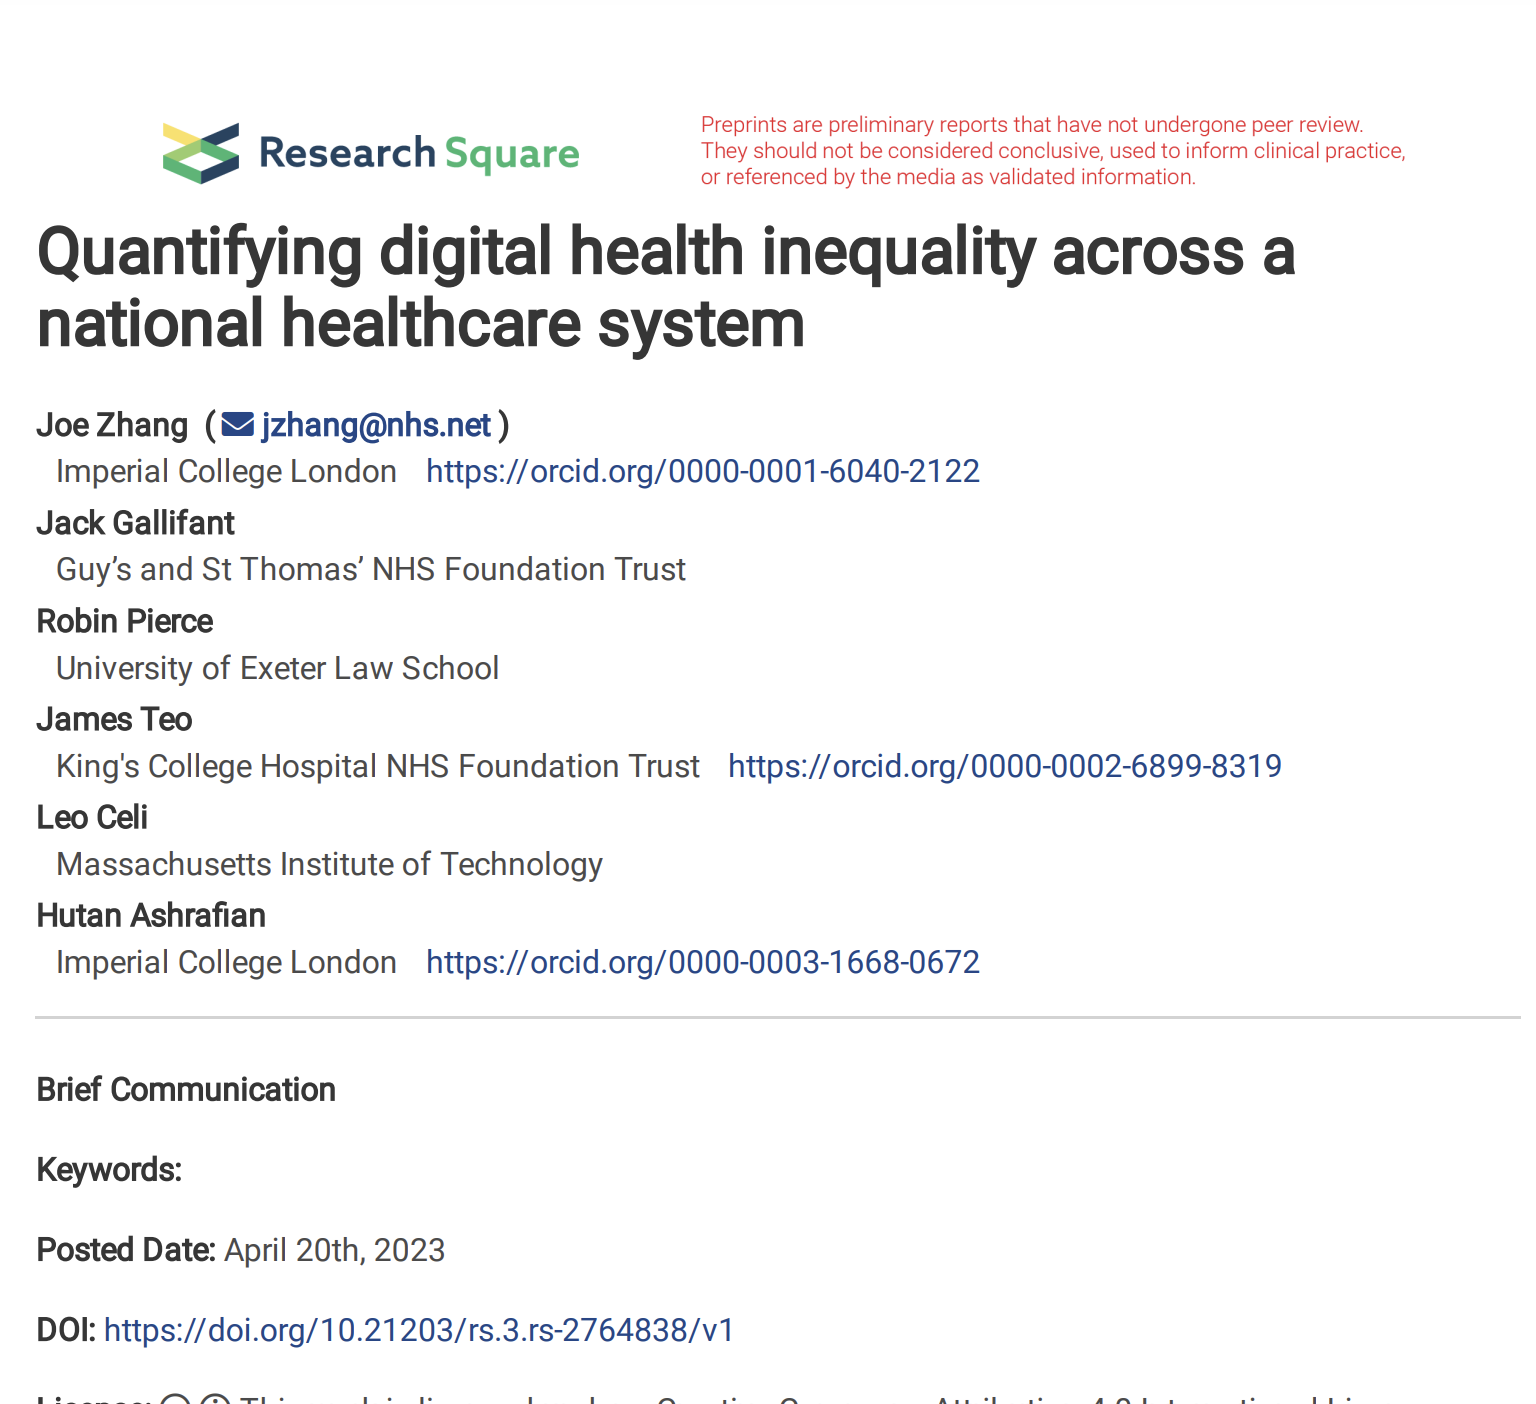 Research Square
Preprints are preliminary reports that have not undergone peer review.
They should not be considered conclusive, used to inform clinical practice,
or referenced by the media as validated information.
Quantifying digital health inequality across a
national healthcare system
Joe Zhang ( jzhang@nhs.net )
Imperial College London https://orcid.org/0000-0001-6040-2122
Jack Gallifant
Guy’s and St Thomas’ NHS Foundation Trust
Robin Pierce
University of Exeter Law School
James Teo
King's College Hospital NHS Foundation Trust https://orcid.org/0000-0002-6899-8319
Leo Celi
Massachusetts Institute of Technology
Hutan Ashrafian
Imperial College London https://orcid.org/0000-0003-1668-0672
Brief Communication
Keywords:
Posted Date: April 20th, 2023
DOI: https://doi.org/10.21203/rs.3.rs-2764838/v1